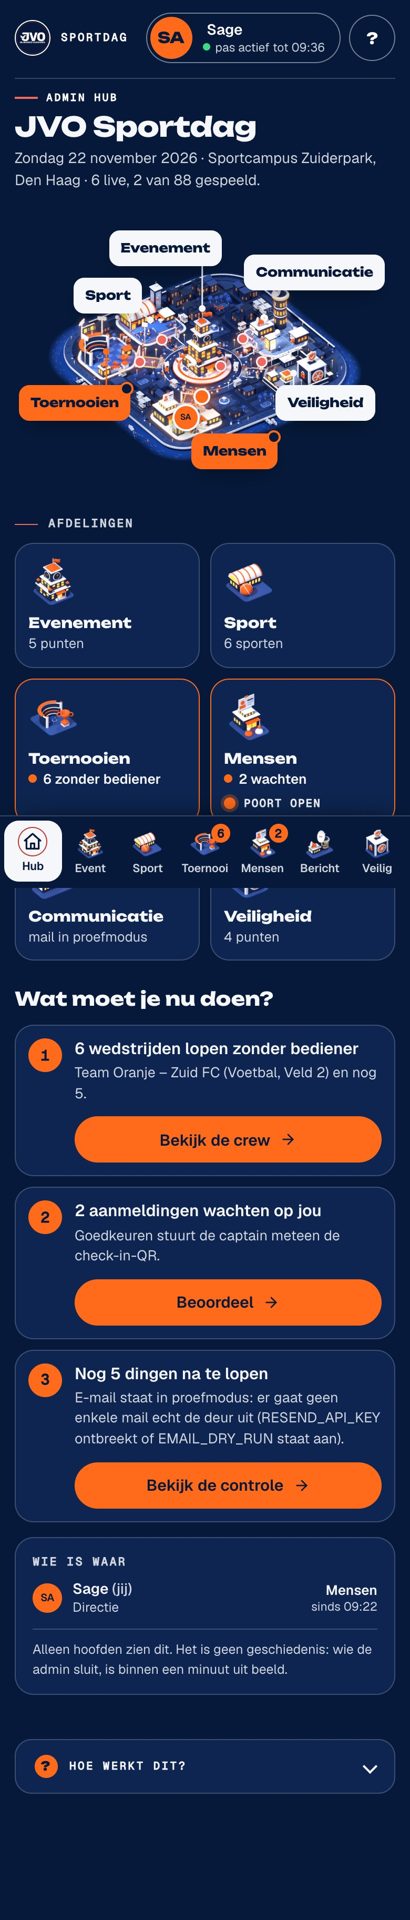 JVO
SPORTDAG
SA
Sage
pas actief tot 09:36
?
ADMIN HUB
JVO Sportdag
Zondag 22 november 2026 · Sportcampus Zuiderpark,
Den Haag · 6 live, 2 van 88 gespeeld.
Evenement
Communicatie
Sport
Toernooien
Veiligheid
SA
Mensen
AFDELINGEN
Evenement
5 punten
Sport
6 sporten
Toernooien
6 zonder bediener
Mensen
2 wachten
POORT OPEN
Hub
Event
Sport
6
Toernooi
2
Mensen
Bericht
Veilig
Communicatie
mail in proefmodus
Veiligheid
4 punten
Wat moet je nu doen?
1
6 wedstrijden lopen zonder bediener
Team Oranje – Zuid FC (Voetbal, Veld 2) en nog
5.
Bekijk de crew →
2
2 aanmeldingen wachten op jou
Goedkeuren stuurt de captain meteen de
check-in-QR.
Beoordeel →
3
Nog 5 dingen na te lopen
E-mail staat in proefmodus: er gaat geen
enkele mail echt de deur uit (RESEND_API_KEY
ontbreekt of EMAIL_DRY_RUN staat aan).
Bekijk de controle →
WIE IS WAAR
SA
Sage (jij)
Directie
Mensen
sinds 09:22
Alleen hoofden zien dit. Het is geen geschiedenis: wie de
admin sluit, is binnen een minuut uit beeld.
?
HOE WERKT DIT?